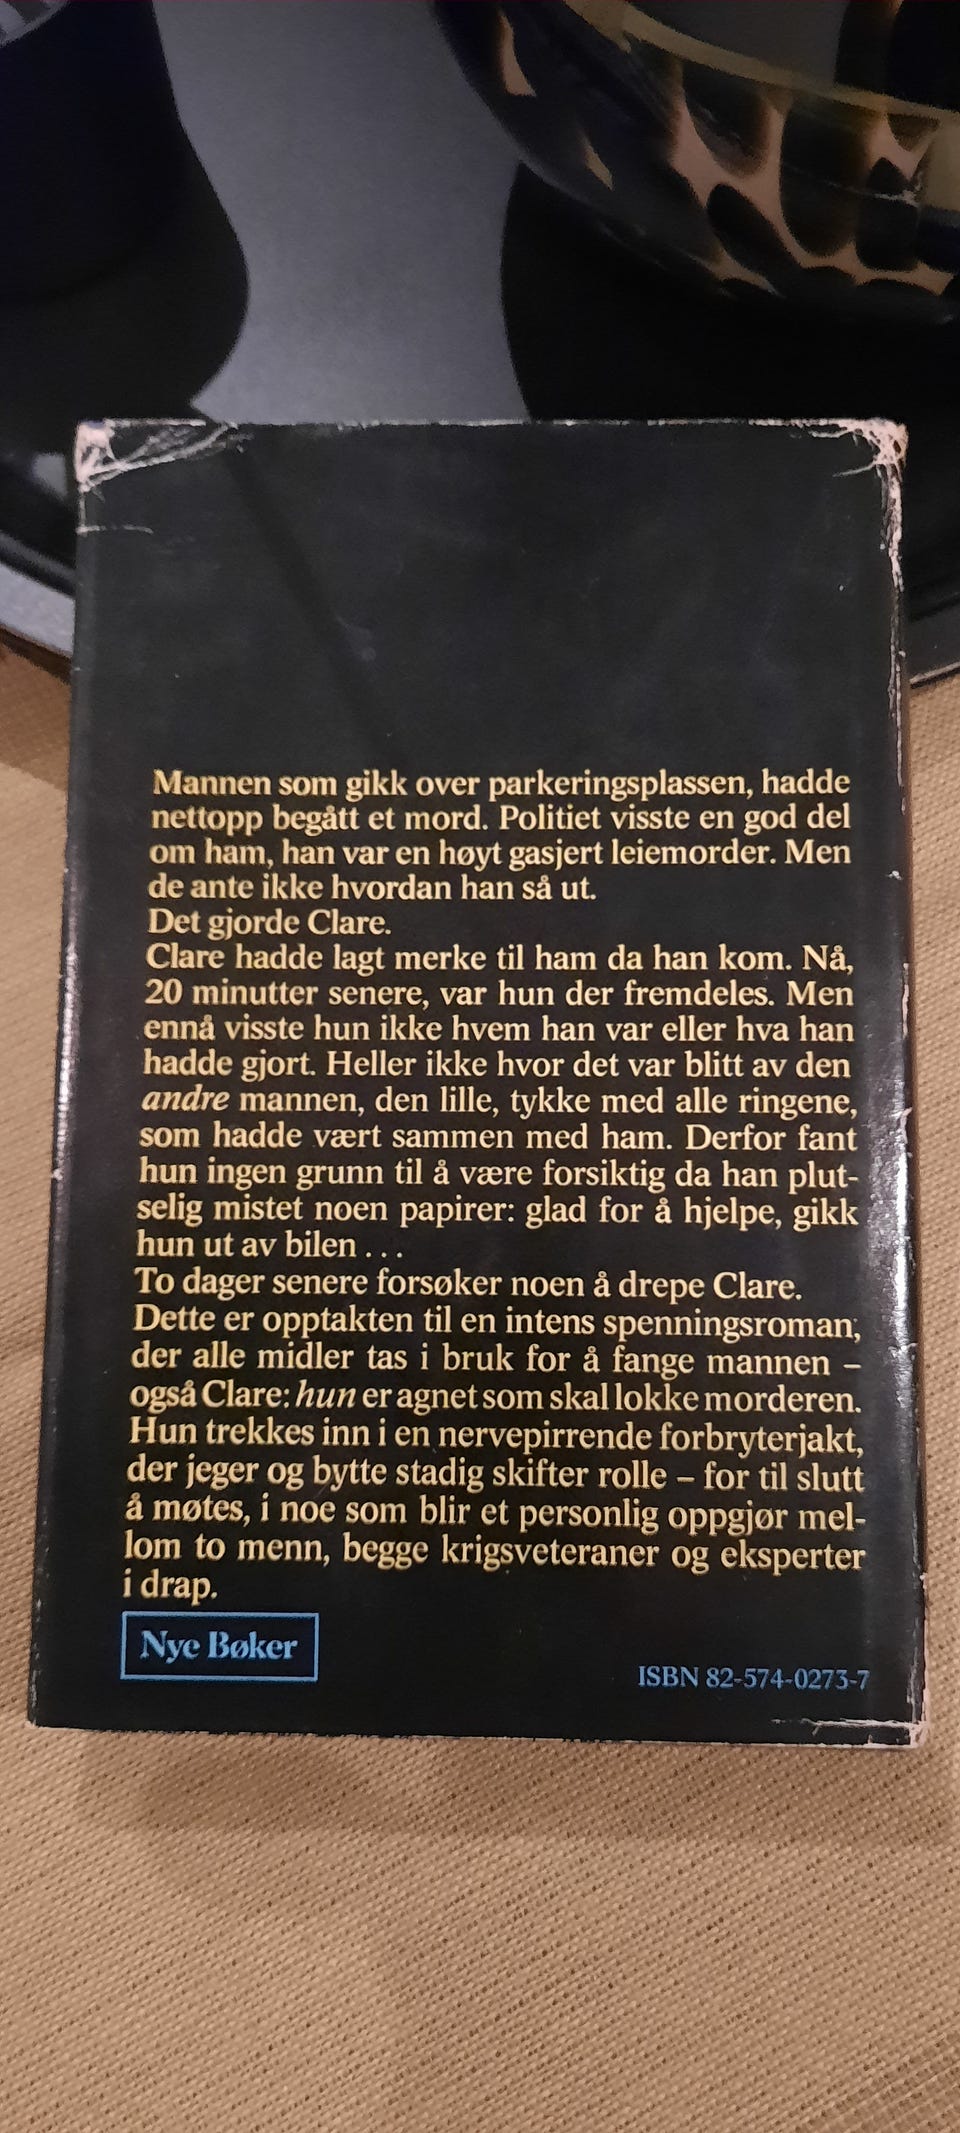 Mannen som gikk over parkeringsplassen, hadde
nettopp begått et mord. Politiet visste en god del
om ham, han var en høyt gasjert leiemorder. Men
de ante ikke hvordan han så ut.
Det gjorde Clare.
Clare hadde lagt merke til ham da han kom. Nå,
20 minutter senere, var hun der fremdeles. Men
ennå visste hun ikke hvem han var eller hva han
hadde gjort. Heller ikke hvor det var blitt av den
andre mannen, den lille, tykke med alle ringene,
som hadde vært sammen med ham. Derfor fant
hun ingen grunn til å være forsiktig da han plut-
selig mistet noen papirer: glad for å hjelpe, gikk
hun ut av bilen ...
To dager senere forsøker noen å drepe Clare.
Dette er opptakten til en intens spenningsroman,
der alle midler tas i bruk for å fange mannen –
også Clare: hun er agnet som skal lokke morderen.
Hun trekkes inn i en nervepirrende forbryterjakt,
der jeger og bytte stadig skifter rolle – for til slutt
å møtes, i noe som blir et personlig oppgjør mel-
lom to menn, begge krigsveteraner og eksperter
i drap.
Nye Bøker
ISBN 82-574-0273-7